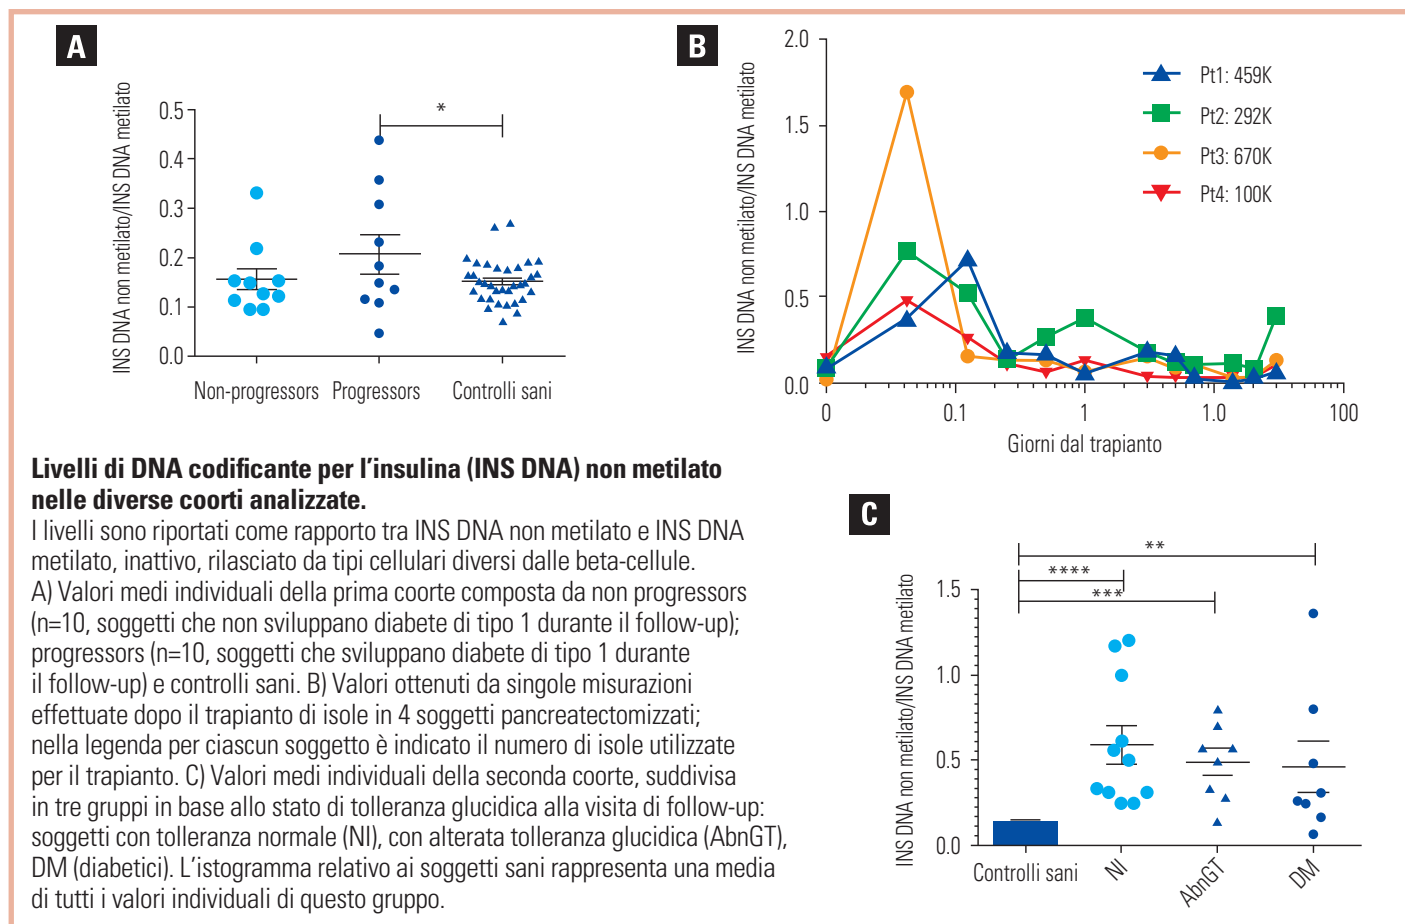 A
INS DNA non metilato/INS DNA metilato
0.5
0.4
0.3
0.2
0.1
0.0
*
Non-progressors
Progressors
Controlli sani
B
INS DNA non metilato/INS DNA metilato
2.0
1.5
1.0
0.5
0.0
Pt1: 459K
Pt2: 292K
Pt3: 670K
Pt4: 100K
0
0.1
1
1.0
100
Giorni dal trapianto
Livelli di DNA codificante per l’insulina (INS DNA) non metilato
nelle diverse coorti analizzate.
I livelli sono riportati come rapporto tra INS DNA non metilato e INS DNA
metilato, inattivo, rilasciato da tipi cellulari diversi dalle beta-cellule.
A) Valori medi individuali della prima coorte composta da non progressors
(n=10, soggetti che non sviluppano diabete di tipo 1 durante il follow-up);
progressors (n=10, soggetti che sviluppano diabete di tipo 1 durante
il follow-up) e controlli sani. B) Valori ottenuti da singole misurazioni
effettuate dopo il trapianto di isole in 4 soggetti pancreatectomizzati;
nella legenda per ciascun soggetto è indicato il numero di isole utilizzate
per il trapianto. C) Valori medi individuali della seconda coorte, suddivisa
in tre gruppi in base allo stato di tolleranza glucidica alla visita di follow-up:
soggetti con tolleranza normale (NI), con alterata tolleranza glucidica (AbnGT),
DM (diabetici). L’istogramma relativo ai soggetti sani rappresenta una media
di tutti i valori individuali di questo gruppo.
C
INS DNA non metilato/INS DNA metilato
**
****
***
1.5
1.0
0.5
0.0
Controlli sani
NI
AbnGT
DM